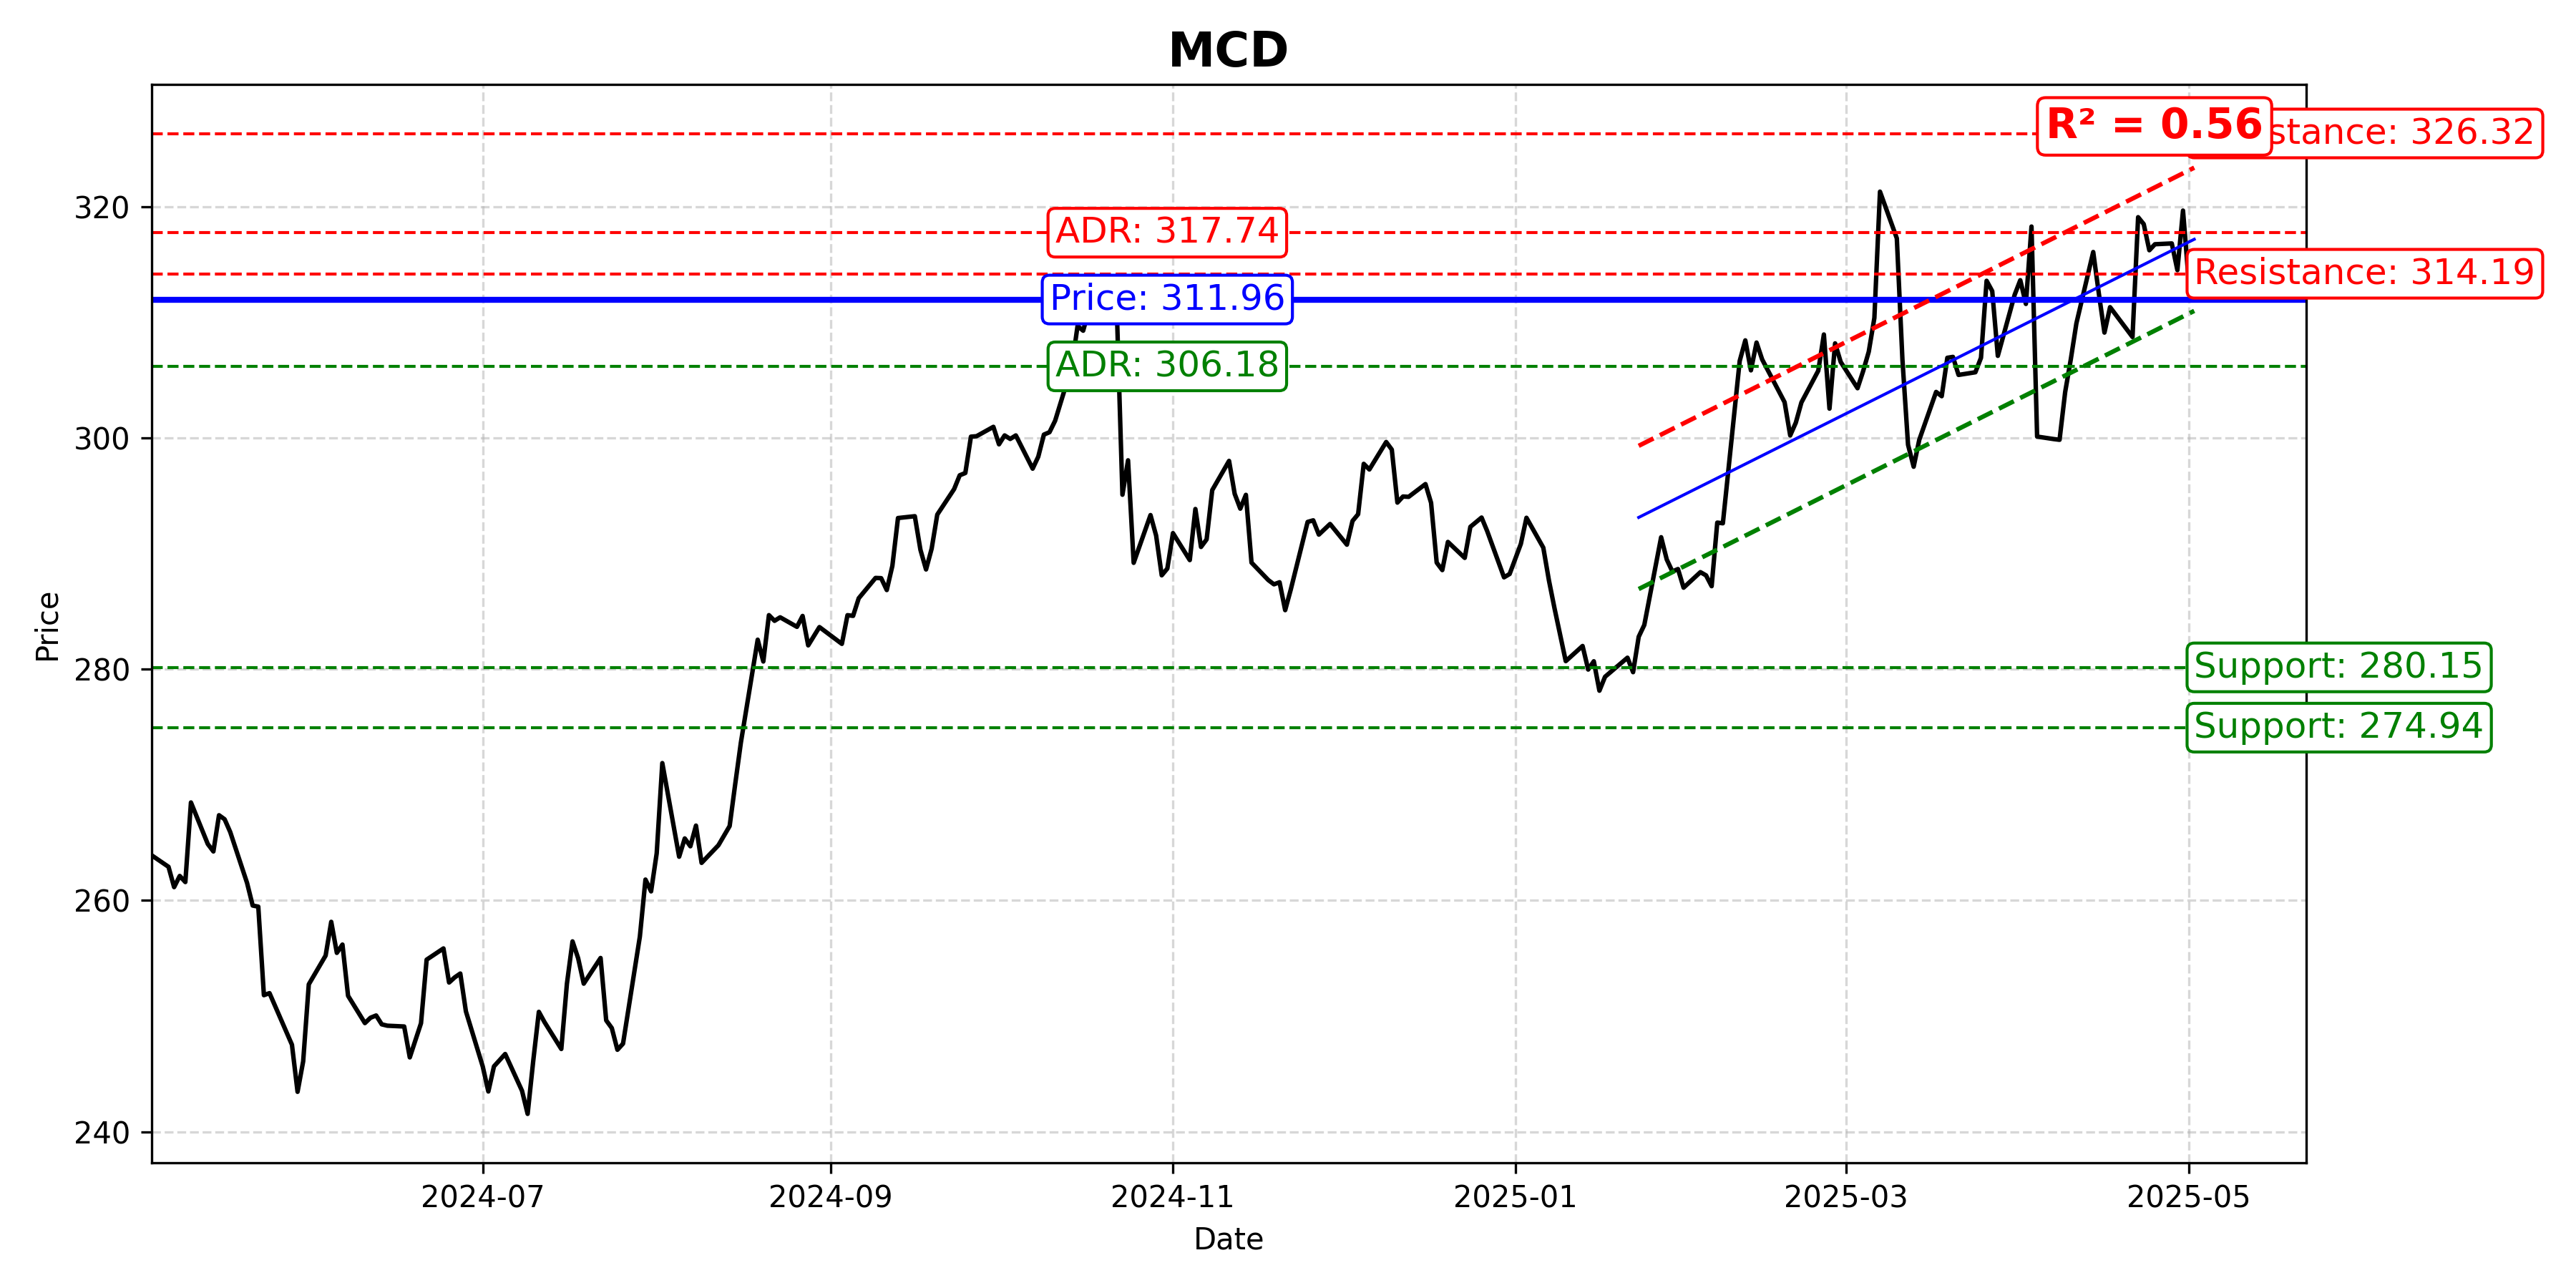 MCD
R² = 0.56
stance: 326.32
320
ADR: 317.74
Resistance: 314.19
Price: 311.96
ADR: 306.18
300
Price
280
Support: 280.15
Support: 274.94
260
240
2024-07
2024-09
2024-11
2025-01
2025-03
2025-05
Date